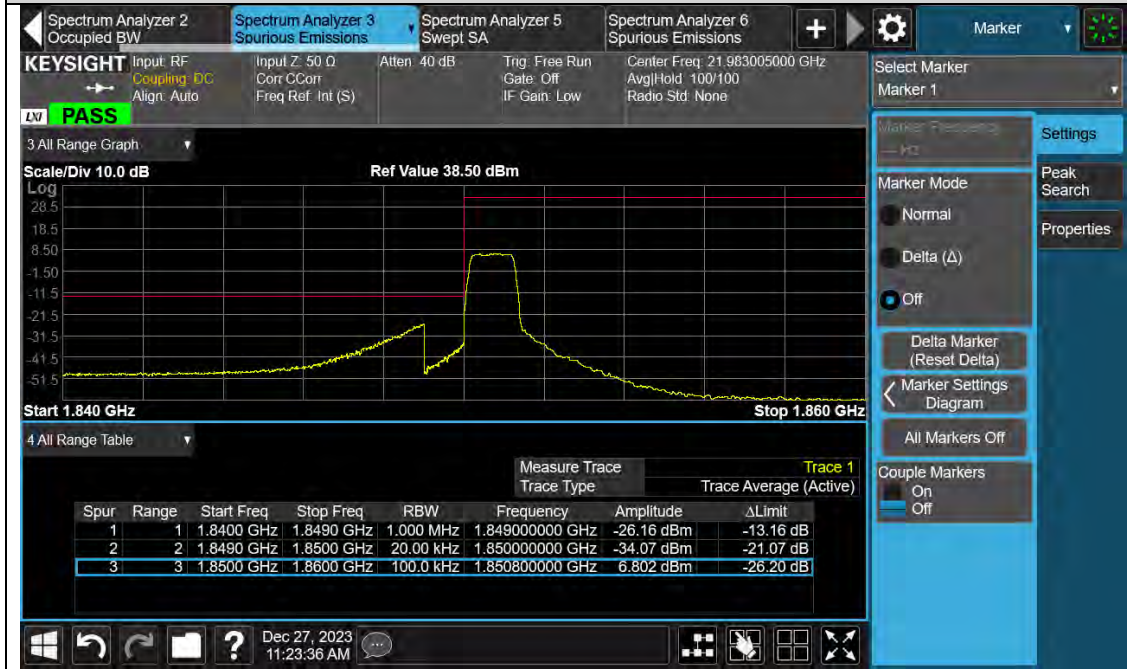 Spectrum Analyzer 2
Occupied BW
Spectrum Analyzer 3
Spurious Emissions
Spectrum Analyzer 5
Swept SA
Spectrum Analyzer 6
Spurious Emissions
+
Marker
KEYSIGHT
Input: RF
Coupling: DC
Align: Auto
Input Z: 50 Ω
Corr CCorr
Freq Ref: Int (S)
Atten: 40 dB
Trig: Free Run
Gate: Off
IF Gain: Low
Center Freq: 21.983005000 GHz
Avg|Hold: 100/100
Radio Std: None
LXI PASS
Select Marker
Marker 1
3 All Range Graph
Scale/Div 10.0 dB
Ref Value 38.50 dBm
Log
28.5
18.5
8.50
-1.50
-11.5
-21.5
-31.5
-41.5
-51.5
Start 1.840 GHz
Stop 1.860 GHz
Marker Frequency
--- Hz
Settings
Peak
Search
Properties
Marker Mode
Normal
Delta (Δ)
Off
Delta Marker
(Reset Delta)
Marker Settings
Diagram
All Markers Off
Couple Markers
On
Off
4 All Range Table
Measure Trace Trace 1
Trace Type Trace Average (Active)
Spur Range Start Freq Stop Freq RBW Frequency Amplitude ΔLimit
1 1 1.8400 GHz 1.8490 GHz 1.000 MHz 1.849000000 GHz -26.16 dBm -13.16 dB
2 2 1.8490 GHz 1.8500 GHz 20.00 kHz 1.850000000 GHz -34.07 dBm -21.07 dB
3 3 1.8500 GHz 1.8600 GHz 100.0 kHz 1.850800000 GHz 6.802 dBm -26.20 dB
?
Dec 27, 2023
11:23:36 AM